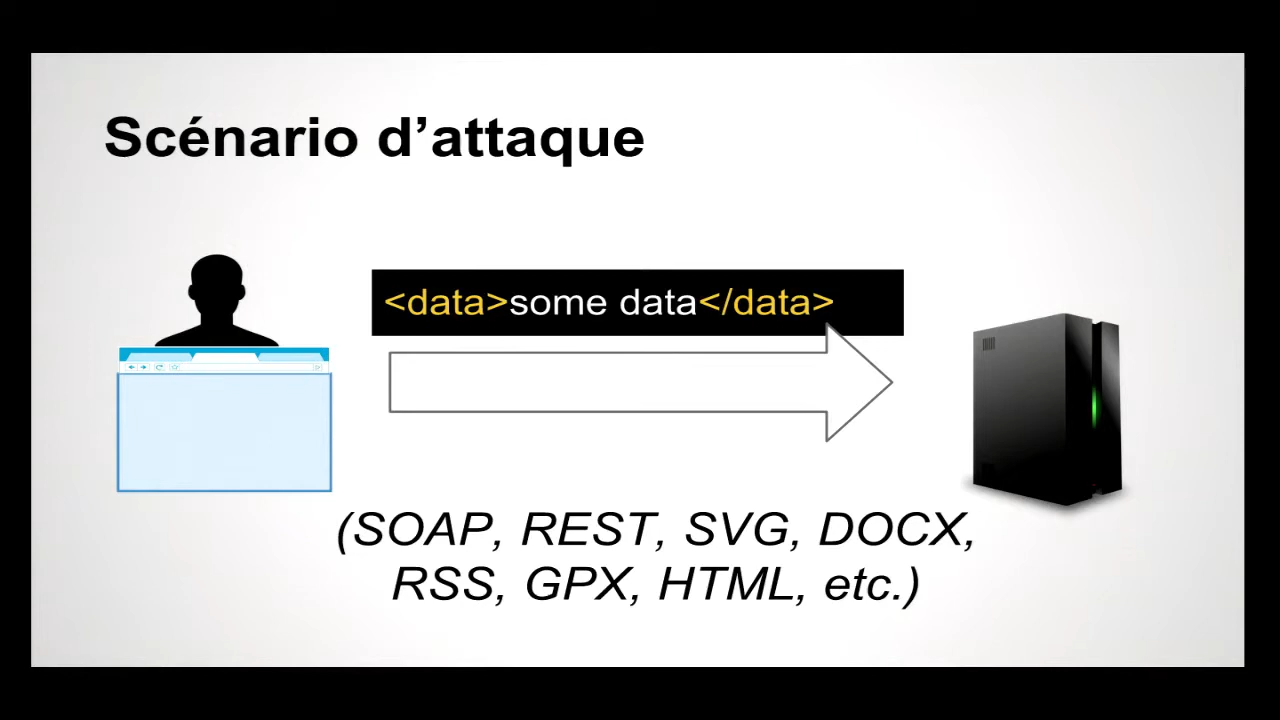 Scénario d’attaque
<data>some data</data>
(SOAP, REST, SVG, DOCX,
RSS, GPX, HTML, etc.)